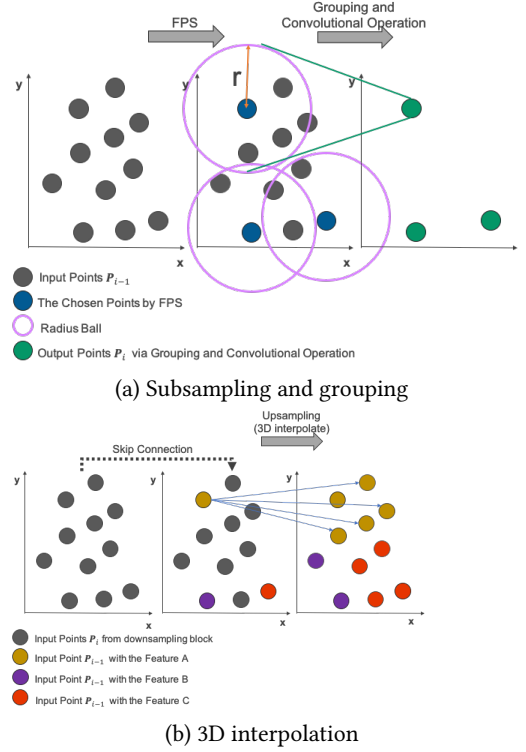 FPS
Grouping and
Convolutional Operation
y
y
y
r
x
x
x
Input Points P_{i-1}
The Chosen Points by FPS
Radius Ball
Output Points P_i via Grouping and Convolutional Operation
(a) Subsampling and grouping
Upsampling
(3D interpolate)
Skip Connection
y
y
y
x
x
x
Input Points P_i from downsampling block
Input Point P_{i-1} with the Feature A
Input Point P_{i-1} with the Feature B
Input Point P_{i-1} with the Feature C
(b) 3D interpolation